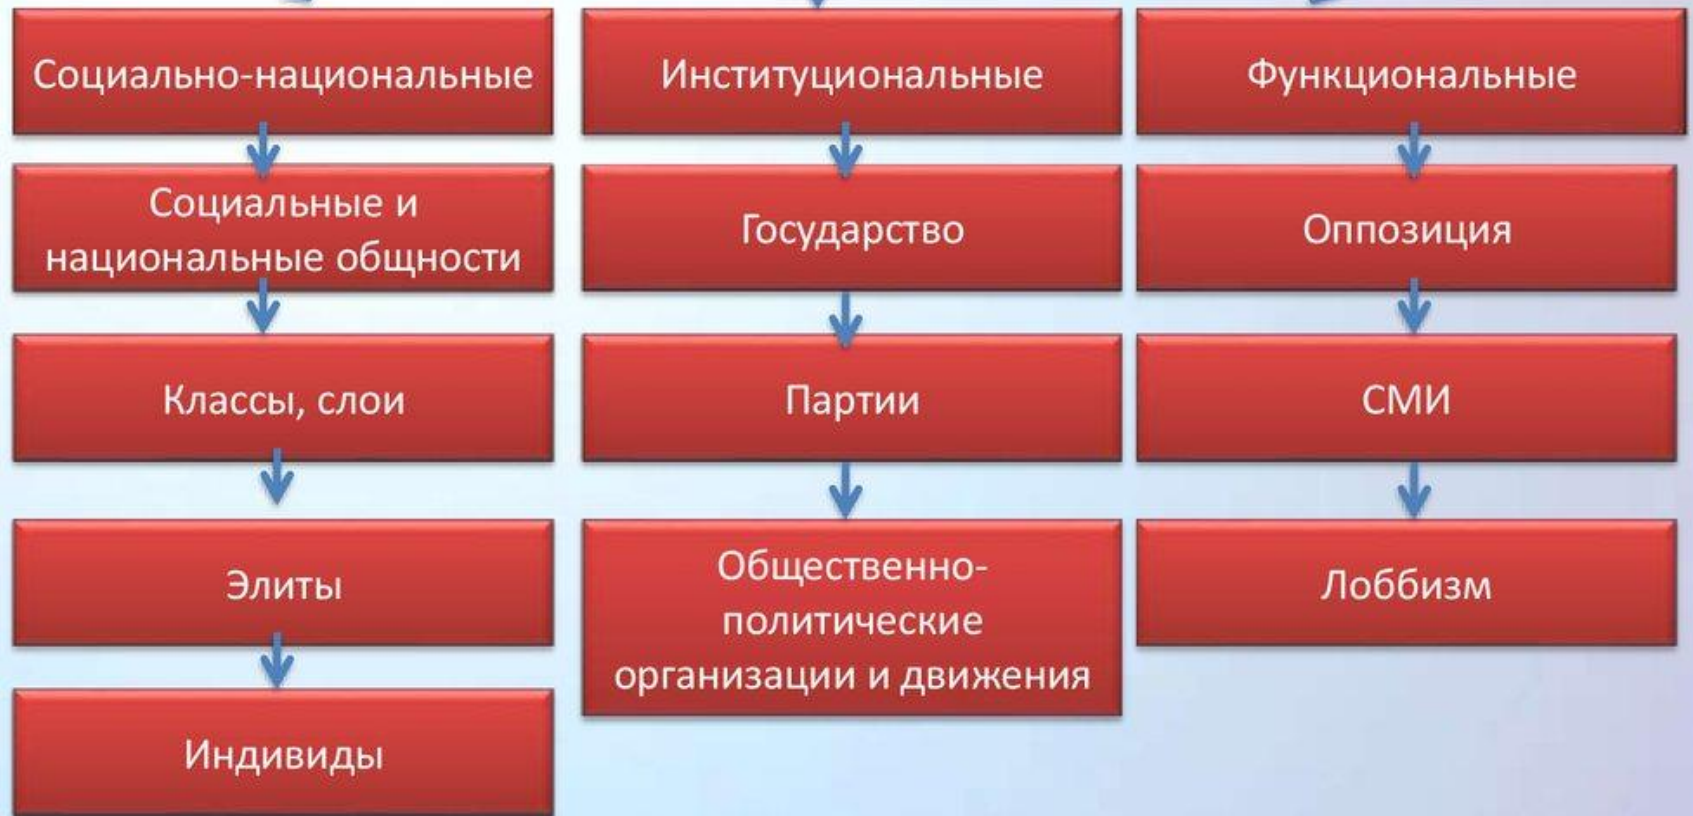 Социально-национальные
Социальные и
национальные общности
Классы, слои
Элиты
Индивиды
Институциональные
Государство
Партии
Общественно-
политические
организации и движения
Функциональные
Оппозиция
СМИ
Лоббизм